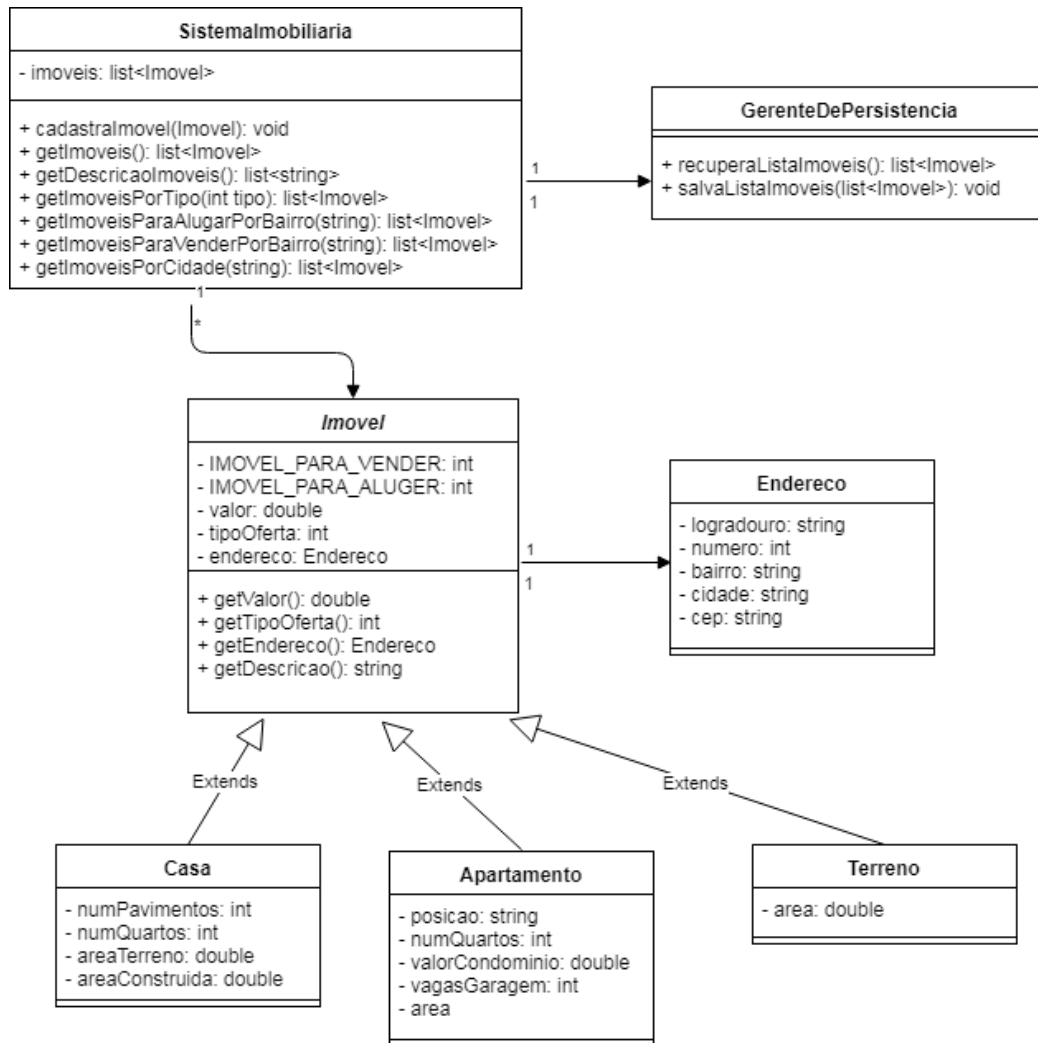 SistemaImobiliaria
- imoveis: list<Imovel>
+ cadastraImovel(Imovel): void
+ getImoveis(): list<Imovel>
+ getDescricaoImoveis(): list<string>
+ getImoveisPorTipo(int tipo): list<Imovel>
+ getImoveisParaAlugarPorBairro(string): list<Imovel>
+ getImoveisParaVenderPorBairro(string): list<Imovel>
+ getImoveisPorCidade(string): list<Imovel>
1
1
GerenteDePersistencia
+ recuperaListaImoveis(): list<Imovel>
+ salvaListaImoveis(list<Imovel>): void
1
*
Imovel
- IMOVEL_PARA_VENDER: int
- IMOVEL_PARA_ALUGER: int
- valor: double
- tipoOferta: int
- endereco: Endereco
+ getValor(): double
+ getTipoOferta(): int
+ getEndereco(): Endereco
+ getDescricao(): string
1
1
Endereco
- logradouro: string
- numero: int
- bairro: string
- cidade: string
- cep: string
Extends
Extends
Extends
Casa
- numPavimentos: int
- numQuartos: int
- areaTerreno: double
- areaConstruida: double
Apartamento
- posicao: string
- numQuartos: int
- valorCondominio: double
- vagasGaragem: int
- area
Terreno
- area: double